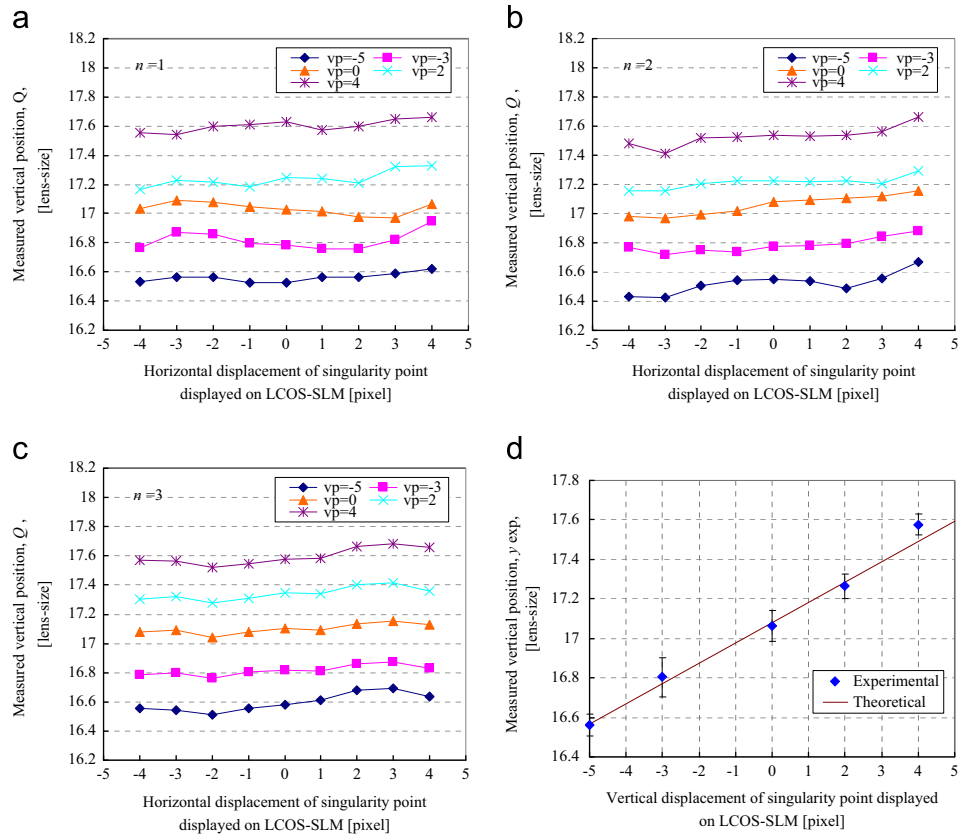 a
18.2
18
17.8
17.6
17.4
17.2
17
16.8
16.6
16.4
16.2
Measured vertical position, Q ,
[lens-size]
n =1
vp=-5
vp=-3
vp=0
vp=2
vp=4
-5 -4 -3 -2 -1 0 1 2 3 4 5
Horizontal displacement of singularity point
displayed on LCOS-SLM [pixel]
b
18.2
18
17.8
17.6
17.4
17.2
17
16.8
16.6
16.4
16.2
Measured vertical position, Q ,
[lens-size]
n =2
vp=-5
vp=-3
vp=0
vp=2
vp=4
-5 -4 -3 -2 -1 0 1 2 3 4 5
Horizontal displacement of singularity point
displayed on LCOS-SLM [pixel]
c
18.2
18
17.8
17.6
17.4
17.2
17
16.8
16.6
16.4
16.2
Measured vertical position, Q ,
[lens-size]
n =3
vp=-5
vp=-3
vp=0
vp=2
vp=4
-5 -4 -3 -2 -1 0 1 2 3 4 5
Horizontal displacement of singularity point
displayed on LCOS-SLM [pixel]
d
17.8
17.6
17.4
17.2
17
16.8
16.6
16.4
Measured vertical position, y exp,
[lens-size]
Experimental
Theoretical
-5 -4 -3 -2 -1 0 1 2 3 4 5
Vertical displacement of singularity point displayed
on LCOS-SLM [pixel]